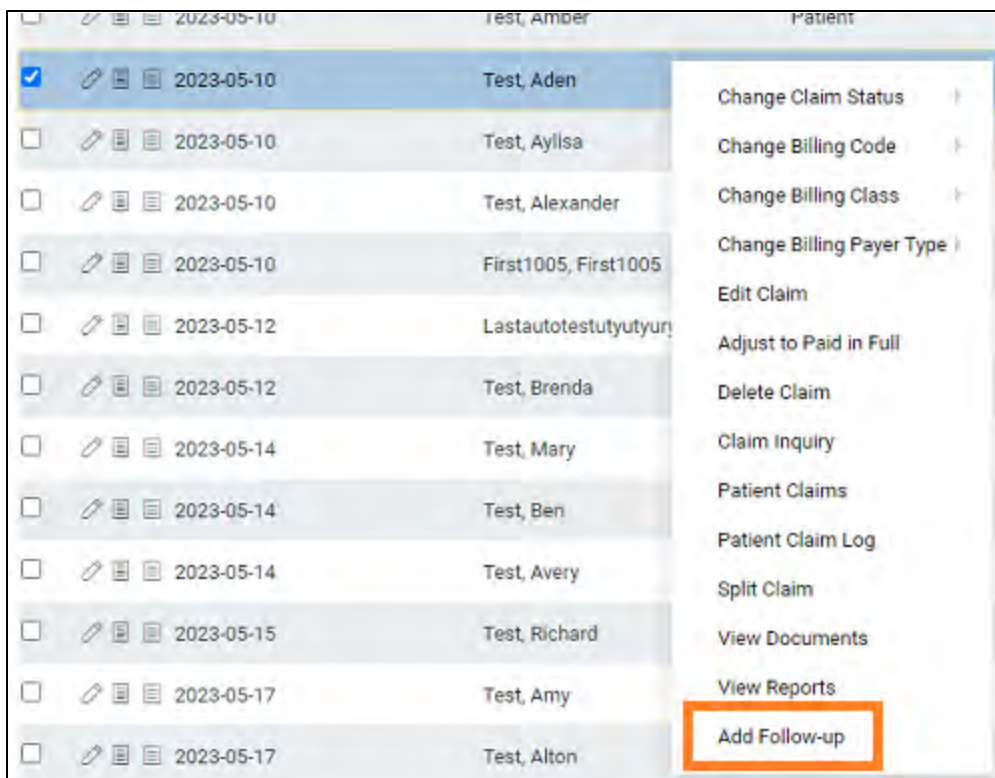 2023-05-10 Test, Amber Patient
2023-05-10 Test, Aden
Change Claim Status
2023-05-10 Test, Ayllsa
Change Billing Code
2023-05-10 Test, Alexander
Change Billing Class
2023-05-10 First1005, First1005
Change Billing Payer Type
Edit Claim
2023-05-12 Lastautotestutyutyury
Adjust to Paid in Full
2023-05-12 Test, Brenda
Delete Claim
2023-05-14 Test, Mary
Claim Inquiry
Patient Claims
2023-05-14 Test, Ben
Patient Claim Log
2023-05-14 Test, Avery
Split Claim
2023-05-15 Test, Richard
View Documents
2023-05-17 Test, Amy
View Reports
Add Follow-up
2023-05-17 Test, Alton